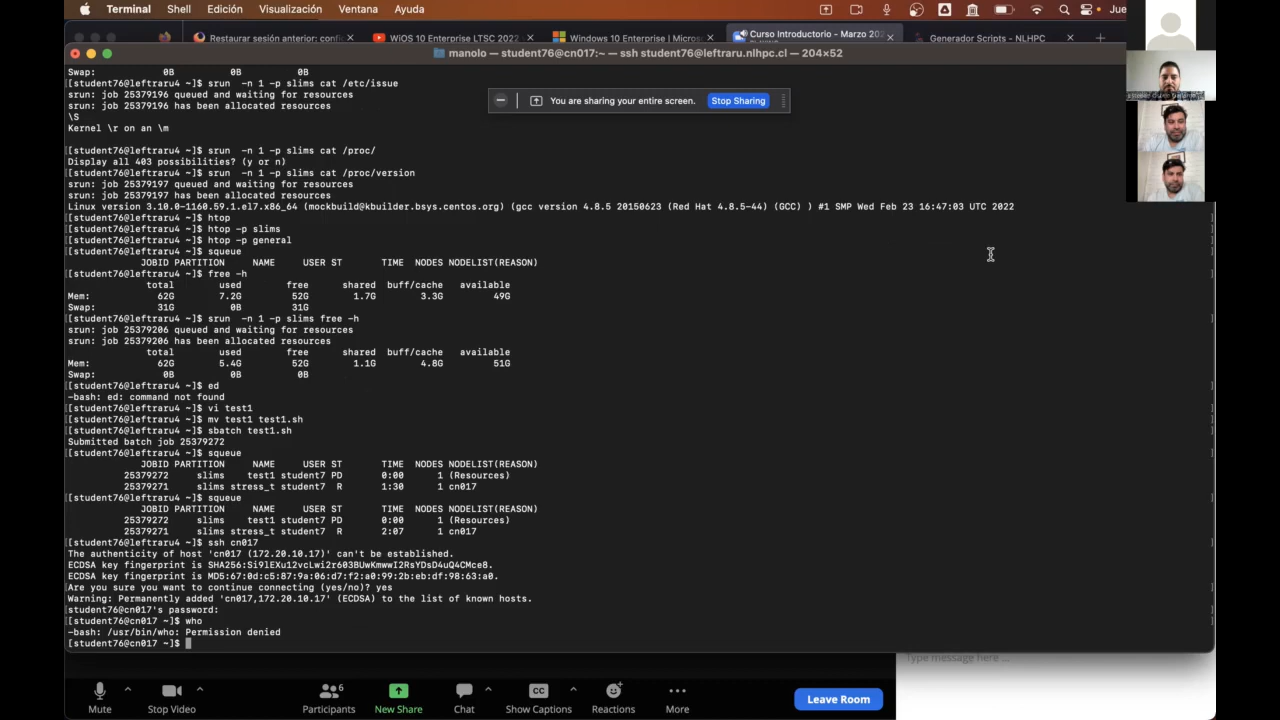 Terminal Shell Edición Visualización Ventana Ayuda Jue
Restaurar sesión anterior: confic
WiOS 10 Enterprise LTSC 2022
Windows 10 Enterprise | Micros
Curso Introductorio - Marzo 202
Generador Scripts - NLHPC
manolo — student76@cn017:~ — ssh student76@leftraru.nlhpc.cl — 204×52
You are sharing your entire screen. Stop Sharing
Swap: 0B 0B 0B
[student76@leftraru4 ~]$ srun -n 1 -p slims cat /etc/issue
srun: job 25379196 queued and waiting for resources
srun: job 25379196 has been allocated resources
\S
Kernel \r on an \m
[student76@leftraru4 ~]$ srun -n 1 -p slims cat /proc/
Display all 403 possibilities? (y or n)
[student76@leftraru4 ~]$ srun -n 1 -p slims cat /proc/version
srun: job 25379197 queued and waiting for resources
srun: job 25379197 has been allocated resources
Linux version 3.10.0-1160.59.1.el7.x86_64 (mockbuild@kbuilder.bsys.centos.org) (gcc version 4.8.5 20150623 (Red Hat 4.8.5-44) (GCC) ) #1 SMP Wed Feb 23 16:47:03 UTC 2022
[student76@leftraru4 ~]$ htop
[student76@leftraru4 ~]$ htop -p slims
[student76@leftraru4 ~]$ htop -p general
[student76@leftraru4 ~]$ squeue
JOBID PARTITION NAME USER ST TIME NODES NODELIST(REASON)
[student76@leftraru4 ~]$ free -h
total used free shared buff/cache available
Mem: 62G 7.2G 52G 1.7G 3.3G 49G
Swap: 31G 0B 31G
[student76@leftraru4 ~]$ srun -n 1 -p slims free -h
srun: job 25379206 queued and waiting for resources
srun: job 25379206 has been allocated resources
total used free shared buff/cache available
Mem: 62G 5.4G 52G 1.1G 4.8G 51G
Swap: 0B 0B 0B
[student76@leftraru4 ~]$ ed
-bash: ed: command not found
[student76@leftraru4 ~]$ vi test1
[student76@leftraru4 ~]$ mv test1 test1.sh
[student76@leftraru4 ~]$ sbatch test1.sh
Submitted batch job 25379272
[student76@leftraru4 ~]$ squeue
JOBID PARTITION NAME USER ST TIME NODES NODELIST(REASON)
25379272 slims test1 student7 PD 0:00 1 (Resources)
25379271 slims stress_t student7 R 1:30 1 cn017
[student76@leftraru4 ~]$ squeue
JOBID PARTITION NAME USER ST TIME NODES NODELIST(REASON)
25379272 slims test1 student7 PD 0:00 1 (Resources)
25379271 slims stress_t student7 R 2:07 1 cn017
[student76@leftraru4 ~]$ ssh cn017
The authenticity of host 'cn017 (172.20.10.17)' can't be established.
ECDSA key fingerprint is SHA256:Si9lEXu12vcLwi2r603BUwKmwwI2RsYDsD4uQ4CMce8.
ECDSA key fingerprint is MD5:67:0d:c5:87:9a:06:d7:f2:a0:99:2b:eb:df:98:63:a0.
Are you sure you want to continue connecting (yes/no)? yes
Warning: Permanently added 'cn017,172.20.10.17' (ECDSA) to the list of known hosts.
student76@cn017's password:
[student76@cn017 ~]$ who
-bash: /usr/bin/who: Permission denied
[student76@cn017 ~]$
Type message here ...
6
Mute Stop Video Participants New Share Chat Show Captions Reactions More Leave Room